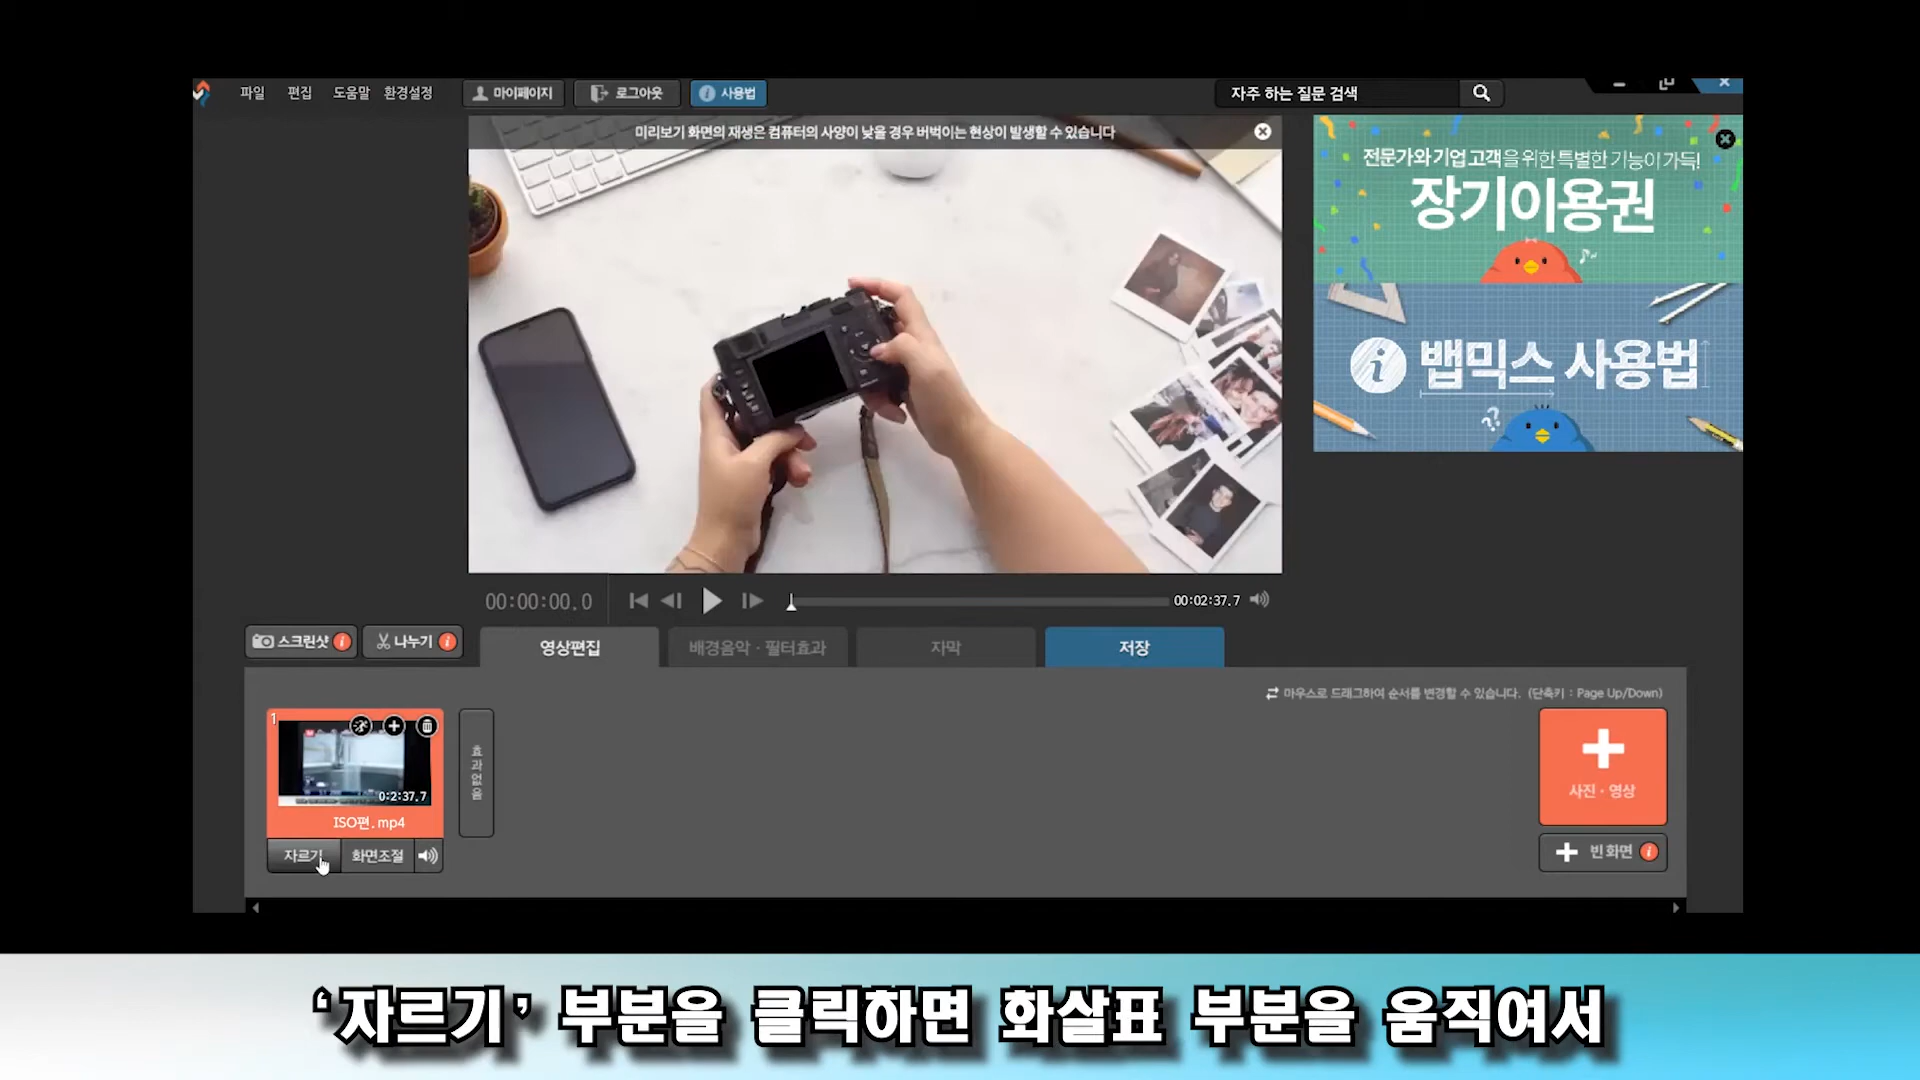 파일 편집 도움말 환경설정 마이페이지 로그아웃 사용법 자주 하는 질문 검색
미리보기 화면의 재생은 컴퓨터의 사양이 낮을 경우 버벅이는 현상이 발생할 수 있습니다
전문가와 기업 고객을 위한 특별한 기능이 가득!
장기이용권
뱁믹스 사용법
00:00:00.0 00:02:37.7
스크린샷 나누기 영상편집 배경음악 · 필터효과 자막 저장
마우스로 드래그하여 순서를 변경할 수 있습니다. (단축키 : Page Up/Down)
1
0:2:37.7
ISO편.mp4
자르기 화면조절
효과없음
사진 · 영상
빈화면
‘자르기’ 부분을 클릭하면 화살표 부분을 움직여서